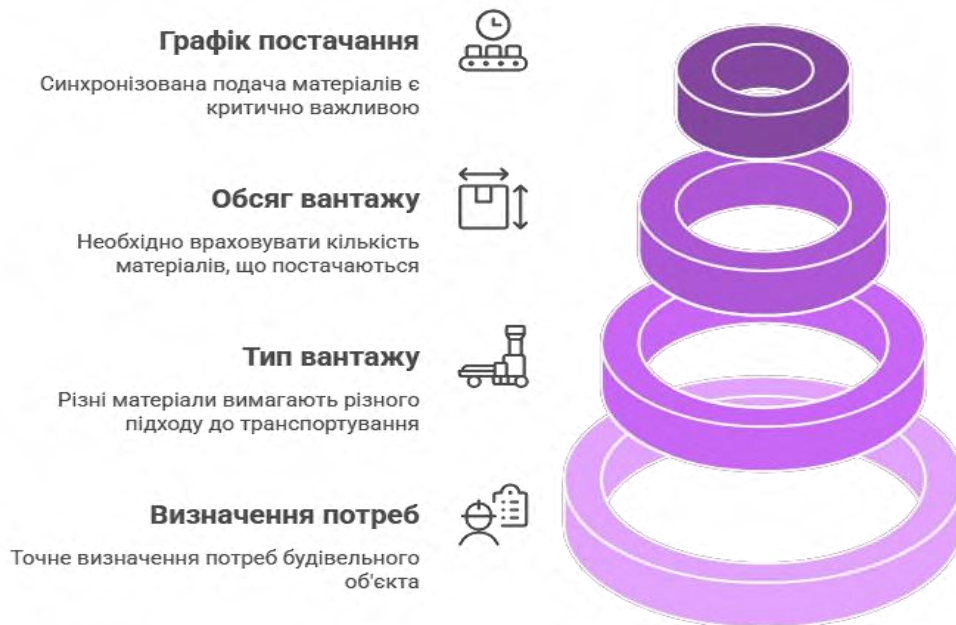 Графік постачання
Синхронізована подача матеріалів є
критично важливою
Обсяг вантажу
Необхідно враховувати кількість
матеріалів, що постачаються
Тип вантажу
Різні матеріали вимагають різного
підходу до транспортування
Визначення потреб
Точне визначення потреб будівельного
об'єкта